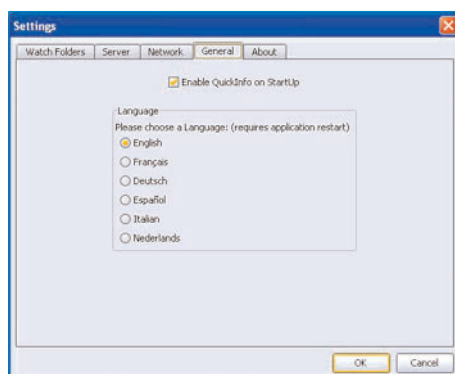 Settings
Watch Folders Server Network General About
Enable QuickInfo on StartUp
Language
Please choose a Language: (requires application restart)
English
Français
Deutsch
Español
Italian
Nederlands
OK Cancel